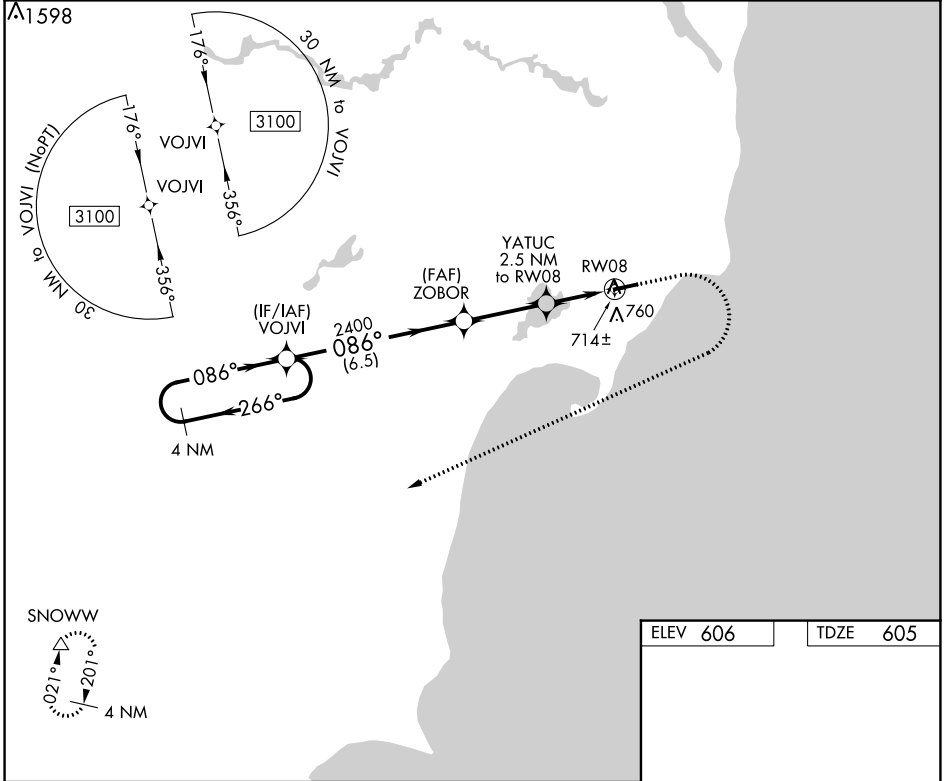 1598
176°
30 NM to VOJVI
3100
VOJVI
356°
176°
30 NM to VOJVI (NoPT)
VOJVI
3100
356°
YATUC
2.5 NM
to RW08
RW08
(FAF)
ZOBOR
(IF/IAF)
VOJVI
2400
086°
(6.5)
760
714±
086°
266°
4 NM
SNOWW
021°
201°
4 NM
ELEV 606
TDZE 605